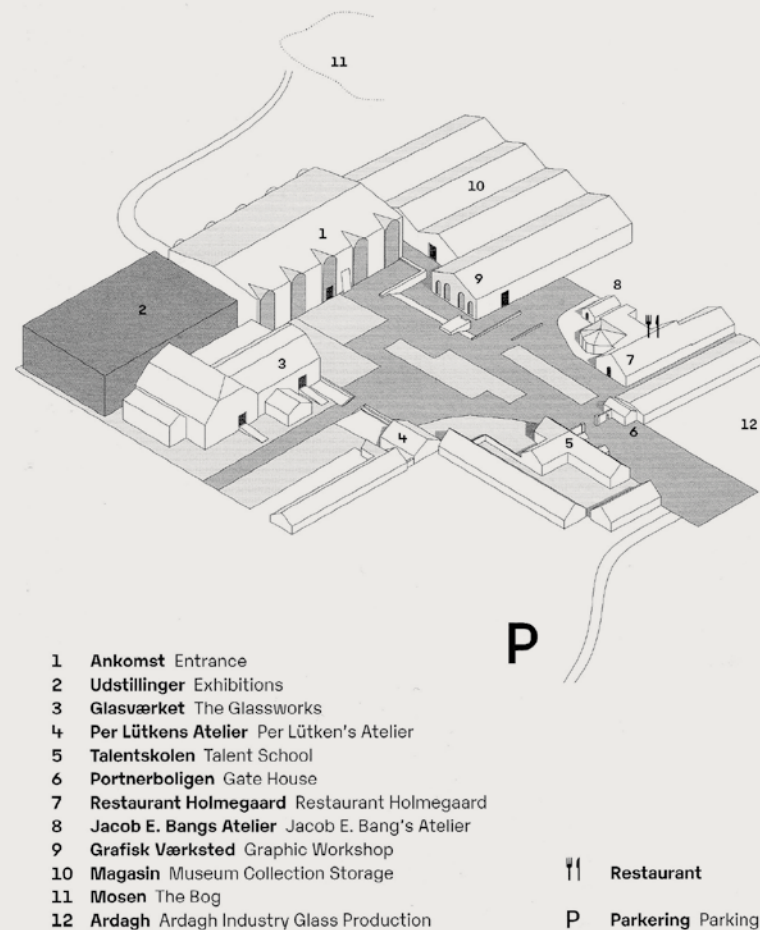 11
10
1
9
8
2
7
3
6
12
4
5
P
1 Ankomst Entrance
2 Udstillinger Exhibitions
3 Glasværket The Glassworks
4 Per Lütkens Atelier Per Lütken's Atelier
5 Talentskolen Talent School
6 Portnerboligen Gate House
7 Restaurant Holmegaard Restaurant Holmegaard
8 Jacob E. Bangs Atelier Jacob E. Bang's Atelier
9 Grafisk Værksted Graphic Workshop
10 Magasin Museum Collection Storage
11 Mosen The Bog
12 Ardagh Ardagh Industry Glass Production
Restaurant
P Parkering Parking